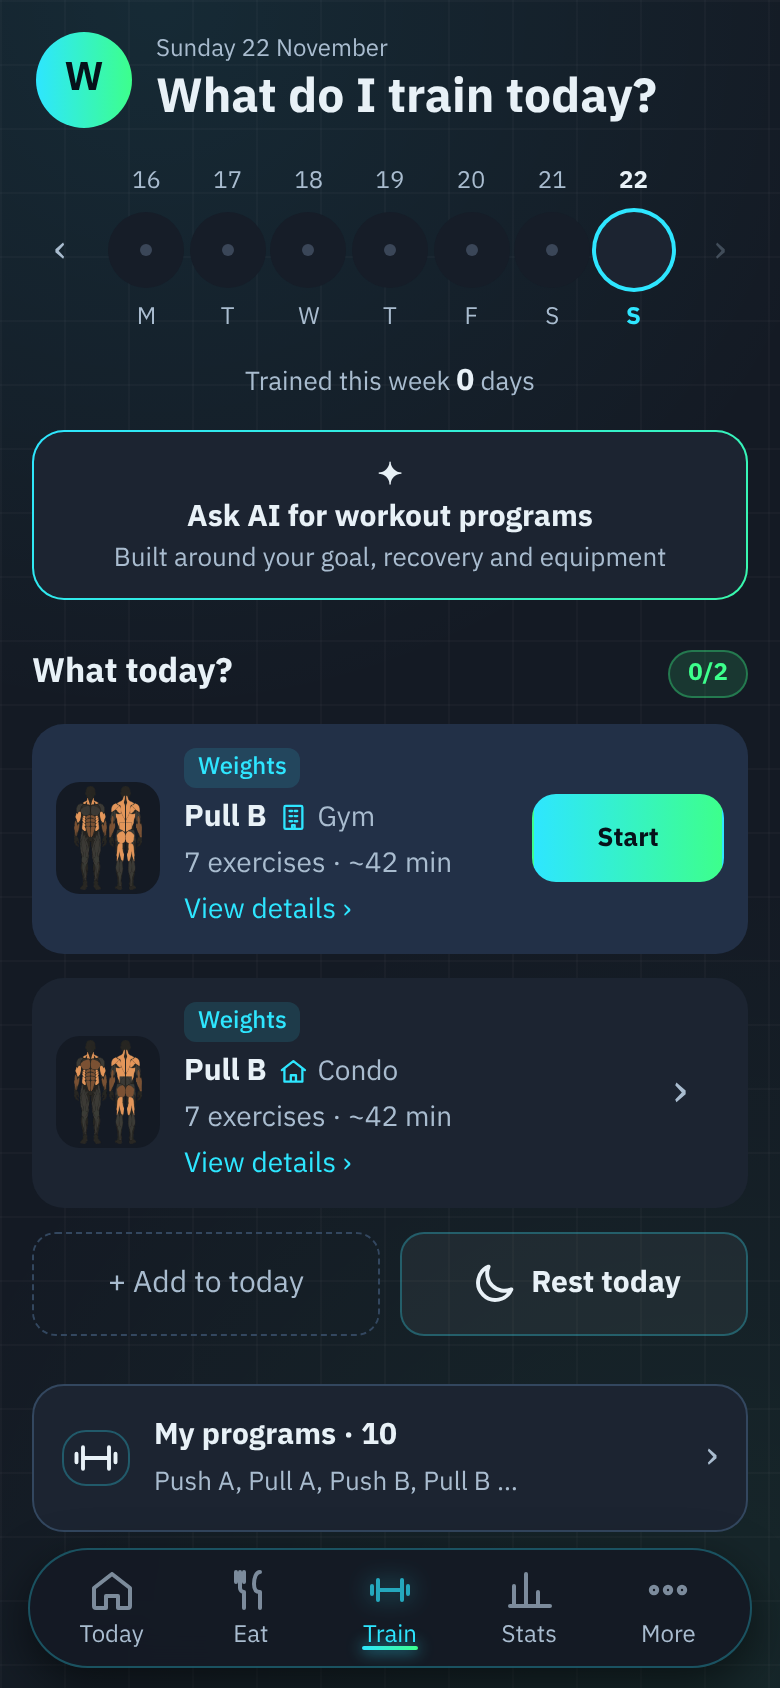 W
Sunday 22 November
What do I train today?
16 17 18 19 20 21 22
‹ ›
M T W T F S S
Trained this week 0 days
Ask AI for workout programs
Built around your goal, recovery and equipment
What today?
0/2
Weights
Pull B Gym
7 exercises · ~42 min
View details ›
Start
Weights
Pull B Condo
7 exercises · ~42 min
View details ›
›
+ Add to today
Rest today
My programs · 10
Push A, Pull A, Push B, Pull B ...
›
Today Eat Train Stats More